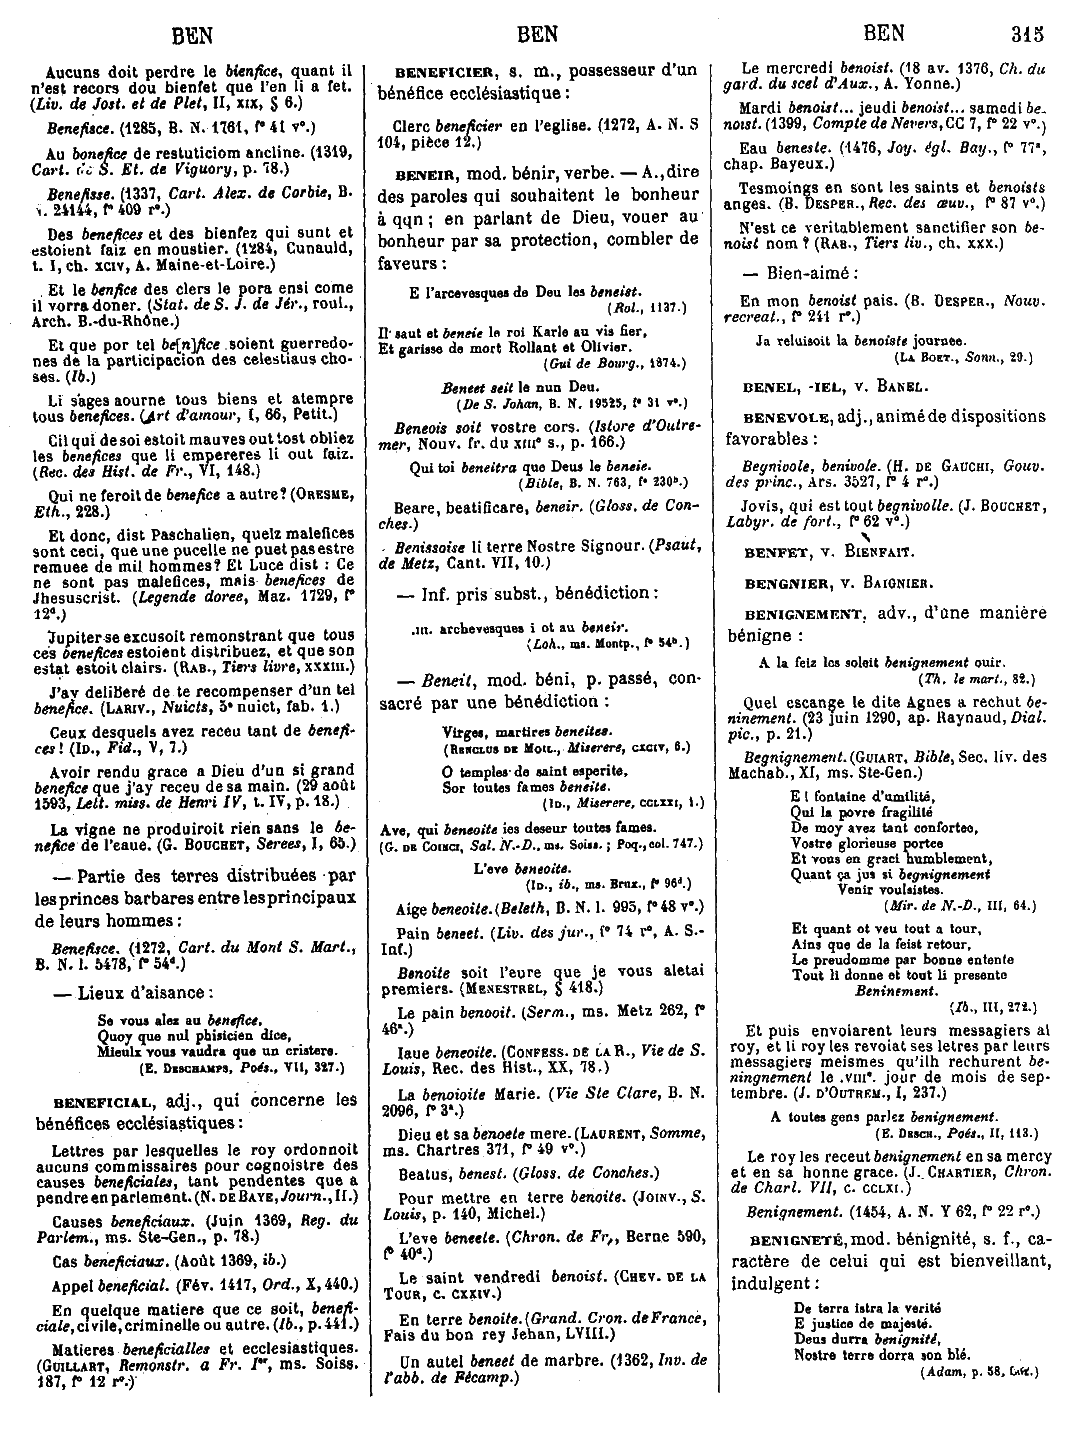 BEN
BEN
BEN 315
Aucuns doit perdre le bienfice, quant il
n'est recors dou bienfet que l'en li a fet.
(Liv. de Jost. et de Plet, II, XIX, § 6.)
Benefisce. (1285, B. N. 1761, f° 41 v°.)
Au bonefice de restuticiom ancline. (1319,
Cart. de S. Et. de Viguory, p. 78.)
Benefisse. (1337, Cart. Alex. de Corbie, B.
N. 24144, f° 409 r°.)
Des benefices et des bienfez qui sunt et
estoient faiz en moustier. (1284, Cunauld,
t. I, ch. XCIV, A. Maine-et-Loire.)
Et le benfice des clers le pora ensi come
il vorra doner. (Stat. de S. J. de Jér., roul.,
Arch. B.-du-Rhône.)
Et que por tel be[n]fice soient guerredo-
nes de la participacion des celestiaus cho-
ses. (Ib.)
Li sages aourne tous biens et atempre
tous benefices. (Art d'amour, I, 66, Petit.)
Cil qui de soi estoit mauves out tost obliez
les benefices que li empereres li out faiz.
(Rec. des Hist. de Fr., VI, 148.)
Qui ne feroit de benefice a autre? (ORESME,
Eth., 228.)
Et donc, dist Paschalien, quelz malefices
sont ceci, que une pucelle ne puet pas estre
remuee de mil hommes? Et Luce dist : Ce
ne sont pas malefices, mais benefices de
Jhesuscrist. (Legende doree, Maz. 1729, f°
12ᵈ.)
Jupiter se excusoit remonstrant que tous
ces benefices estoient distribuez, et que son
estat estoit clairs. (RAB., Tiers livre, XXXIII.)
J'ay deliberé de te recompenser d'un tel
benefice. (LARIV., Nuicts, 3ᵉ nuict, fab. 1.)
Ceux desquels avez receu tant de benefi-
ces! (ID., Fid., V, 7.)
Avoir rendu grace a Dieu d'un si grand
benefice que j'ay receu de sa main. (29 août
1593, Lett. miss. de Henri IV, t. IV, p. 18.)
La vigne ne produiroit rien sans le be-
nefice de l'eaue. (G. BOUCHET, Serees, I, 65.)
— Partie des terres distribuées par
les princes barbares entre les principaux
de leurs hommes :
Benefisce. (1272, Cart. du Mont S. Mart.,
B. N. l. 5478, f° 54ᵈ.)
— Lieux d'aisance :
Se vous alez au benefice,
Quoy que nul phisicien dice,
Mieulx vous vaudra que un cristere.
(E. DESCHAMPS, Poés., VII, 327.)
BENEFICIAL, adj., qui concerne les
bénéfices ecclésiastiques :
Lettres par lesquelles le roy ordonnoit
aucuns commissaires pour cognoistre des
causes beneficiales, tant pendentes que a
pendre en parlement. (N. DE BAYE, Journ., II.)
Causes beneficiaux. (Juin 1369, Reg. du
Parlem., ms. Ste-Gen., p. 78.)
Cas beneficiaux. (Août 1369, ib.)
Appel beneficial. (Fév. 1417, Ord., X, 440.)
En quelque matiere que ce soit, benefi-
ciale, civile, criminelle ou autre. (Ib., p. 441.)
Matieres beneficialles et ecclesiastiques.
(GUILLART, Remonstr. a Fr. Iᵉʳ, ms. Soiss.
187, f° 12 r°.)
BENEFICIER, s. m., possesseur d'un
bénéfice ecclésiastique :
Clerc beneficier en l'eglise. (1272, A. N. S
104, pièce 12.)
BENEIR, mod. bénir, verbe. — A., dire
des paroles qui souhaitent le bonheur
à qqn ; en parlant de Dieu, vouer au
bonheur par sa protection, combler de
faveurs :
E l'arcevesques de Deu les beneist.
(Rol., 1137.)
Il saut et beneie le roi Karle au vis fier,
Et garisse de mort Rollant et Olivier.
(Gui de Bourg., 1874.)
Beneet seit le nun Deu.
(De S. Johan, B. N. 19525, f° 31 v°.)
Beneois soit vostre cors. (Istore d'Outre-
mer, Nouv. fr. du XIIIᵉ s., p. 166.)
Qui toi beneitra que Deus le beneie.
(Bible, B. N. 763, f° 230ᵇ.)
Beare, beatificare, beneir. (Gloss. de Con-
ches.)
Benissoise li terre Nostre Signour. (Psaut.
de Metz, Cant. VII, 10.)
— Inf. pris subst., bénédiction :
.III. archevesques i ot au beneir.
(Loh., ms. Montp., f° 54ᵇ.)
— Beneit, mod. béni, p. passé, con-
sacré par une bénédiction :
Virges, martires beneites.
(RENCLUS DE MOIL., Miserere, CXCIV, 6.)
O temples de saint esperite,
Sor toutes fames beneite.
(ID., Miserere, CCLXXI, 1.)
Ave, qui beneoite ies deseur toutes fames.
(G. DE COINCI, Sal. N.-D., ms. Soiss. ; Poq., col. 747.)
L'eve beneoite.
(ID., ib., ms. Brux., f° 96ᵈ.)
Aige beneoite. (Beleth, B. N. l. 995, f° 48 v°.)
Pain beneet. (Liv. des jur., f° 74 r°, A. S.-
Inf.)
Benoite soit l'eure que je vous aletai
premiers. (MENESTREL, § 418.)
Le pain benooit. (Serm., ms. Metz 262, f°
46ᵃ.)
Iaue beneoite. (CONFESS. DE LA R., Vie de S.
Louis, Rec. des Hist., XX, 78.)
La benoioite Marie. (Vie Ste Clare, B. N.
2096, f° 3ᵃ.)
Dieu et sa benoete mere. (LAURENT, Somme,
ms. Chartres 371, f° 49 v°.)
Beatus, benest. (Gloss. de Conches.)
Pour mettre en terre benoite. (JOINV., S.
Louis, p. 140, Michel.)
L'eve beneete. (Chron. de Fr., Berne 590,
f° 40ᵈ.)
Le saint vendredi benoist. (CHEV. DE LA
TOUR, c. CXXIV.)
En terre benoite. (Grand. Cron. de France,
Fais du bon rey Jehan, LVIII.)
Un autel beneet de marbre. (1362, Inv. de
l'abb. de Fécamp.)
Le mercredi benoist. (18 av. 1376, Ch. du
gard. du scel d'Aux., A. Yonne.)
Mardi benoist... jeudi benoist... samedi be-
noist. (1399, Compte de Nevers, CC 7, f° 22 v°.)
Eau beneste. (1476, Joy. égl. Bay., f° 77ᵃ,
chap. Bayeux.)
Tesmoings en sont les saints et benoists
anges. (B. DESPER., Rec. des œuv., f° 87 v°.)
N'est ce veritablement sanctifier son be-
noist nom ? (RAB., Tiers liv., ch. XXX.)
— Bien-aimé :
En mon benoist pais. (B. DESPER., Nouv.
recreat., f° 241 r°.)
Ja reluisoit la benoiste journee.
(LA BOET., Sonn., 29.)
BENEL, -IEL, v. BANEL.
BENEVOLE, adj., animé de dispositions
favorables :
Begnivole, benivole. (H. DE GAUCHI, Gouv.
des princ., Ars. 3527, f° 4 r°.)
Jovis, qui est tout begnivolle. (J. BOUCHET,
Labyr. de fort., f° 62 v°.)
BENFET, v. BIENFAIT.
BENGNIER, v. BAIGNIER.
BENIGNEMENT, adv., d'une manière
bénigne :
A la feiz les soleit benignement ouir.
(Th. le mart., 82.)
Quel escange le dite Agnes a rechut be-
ninement. (23 juin 1290, ap. Raynaud, Dial.
pic., p. 21.)
Begnignement. (GUIART, Bible, Sec. liv. des
Machab., XI, ms. Ste-Gen.)
E l fontaine d'umilité,
Qui la povre fragilité
De moy avez tant confortee,
Vostre glorieuse portee
Et vous en graci humblement,
Quant ça jus si begnignement
Venir voulsistes.
(Mir. de N.-D., III, 64.)
Et quant ot veu tout a tour,
Ains que de la feist retour,
Le preudomme par bonne entente
Tout li donne et tout li presente
Beninement.
(Ib., III, 272.)
Et puis envoiarent leurs messagiers al
roy, et li roy les revoiat ses letres par leurs
messagiers meismes qu'ilh rechurent be-
ningnement le .VIIIᵉ. jour de mois de sep-
tembre. (J. D'OUTREM., I, 237.)
A toutes gens parlez benignement.
(E. DESCH., Poés., II, 113.)
Le roy les receut benignement en sa mercy
et en sa bonne grace. (J. CHARTIER, Chron.
de Charl. VII, c. CCLXI.)
Benignement. (1454, A. N. Y 62, f° 22 r°.)
BENIGNETÉ, mod. bénignité, s. f., ca-
ractère de celui qui est bienveillant,
indulgent :
De terra istra la verité
E justice de majesté.
Deus durra benignité,
Nostre terre dorra son blé.
(Adam, p. 58, Luz.)